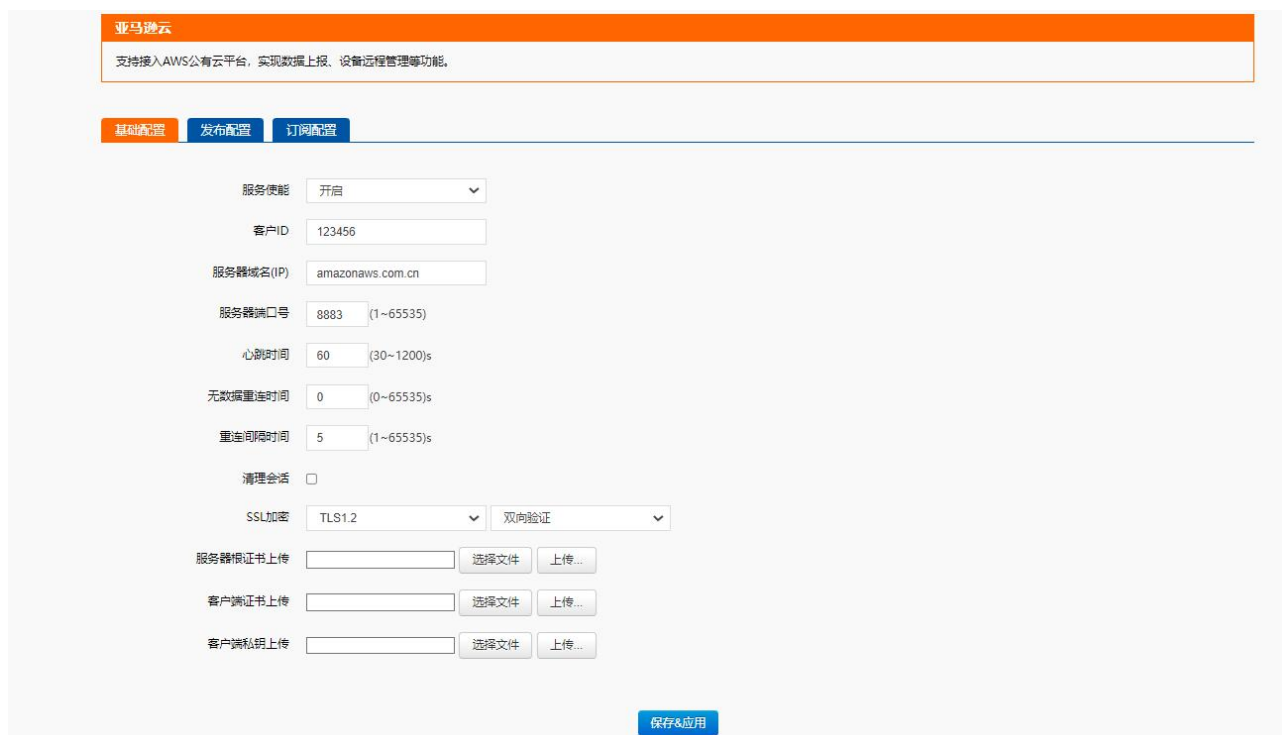 亚马逊云
支持接入AWS公有云平台，实现数据上报、设备远程管理等功能。
基础配置 发布配置 订阅配置
服务使能 开启
客户ID 123456
服务器域名(IP) amazonaws.com.cn
服务器端口号 8883 (1~65535)
心跳时间 60 (30~1200)s
无数据重连时间 0 (0~65535)s
重连间隔时间 5 (1~65535)s
清理会话
SSL加密 TLS1.2 双向验证
服务器根证书上传 选择文件 上传...
客户端证书上传 选择文件 上传...
客户端私钥上传 选择文件 上传...
保存&应用